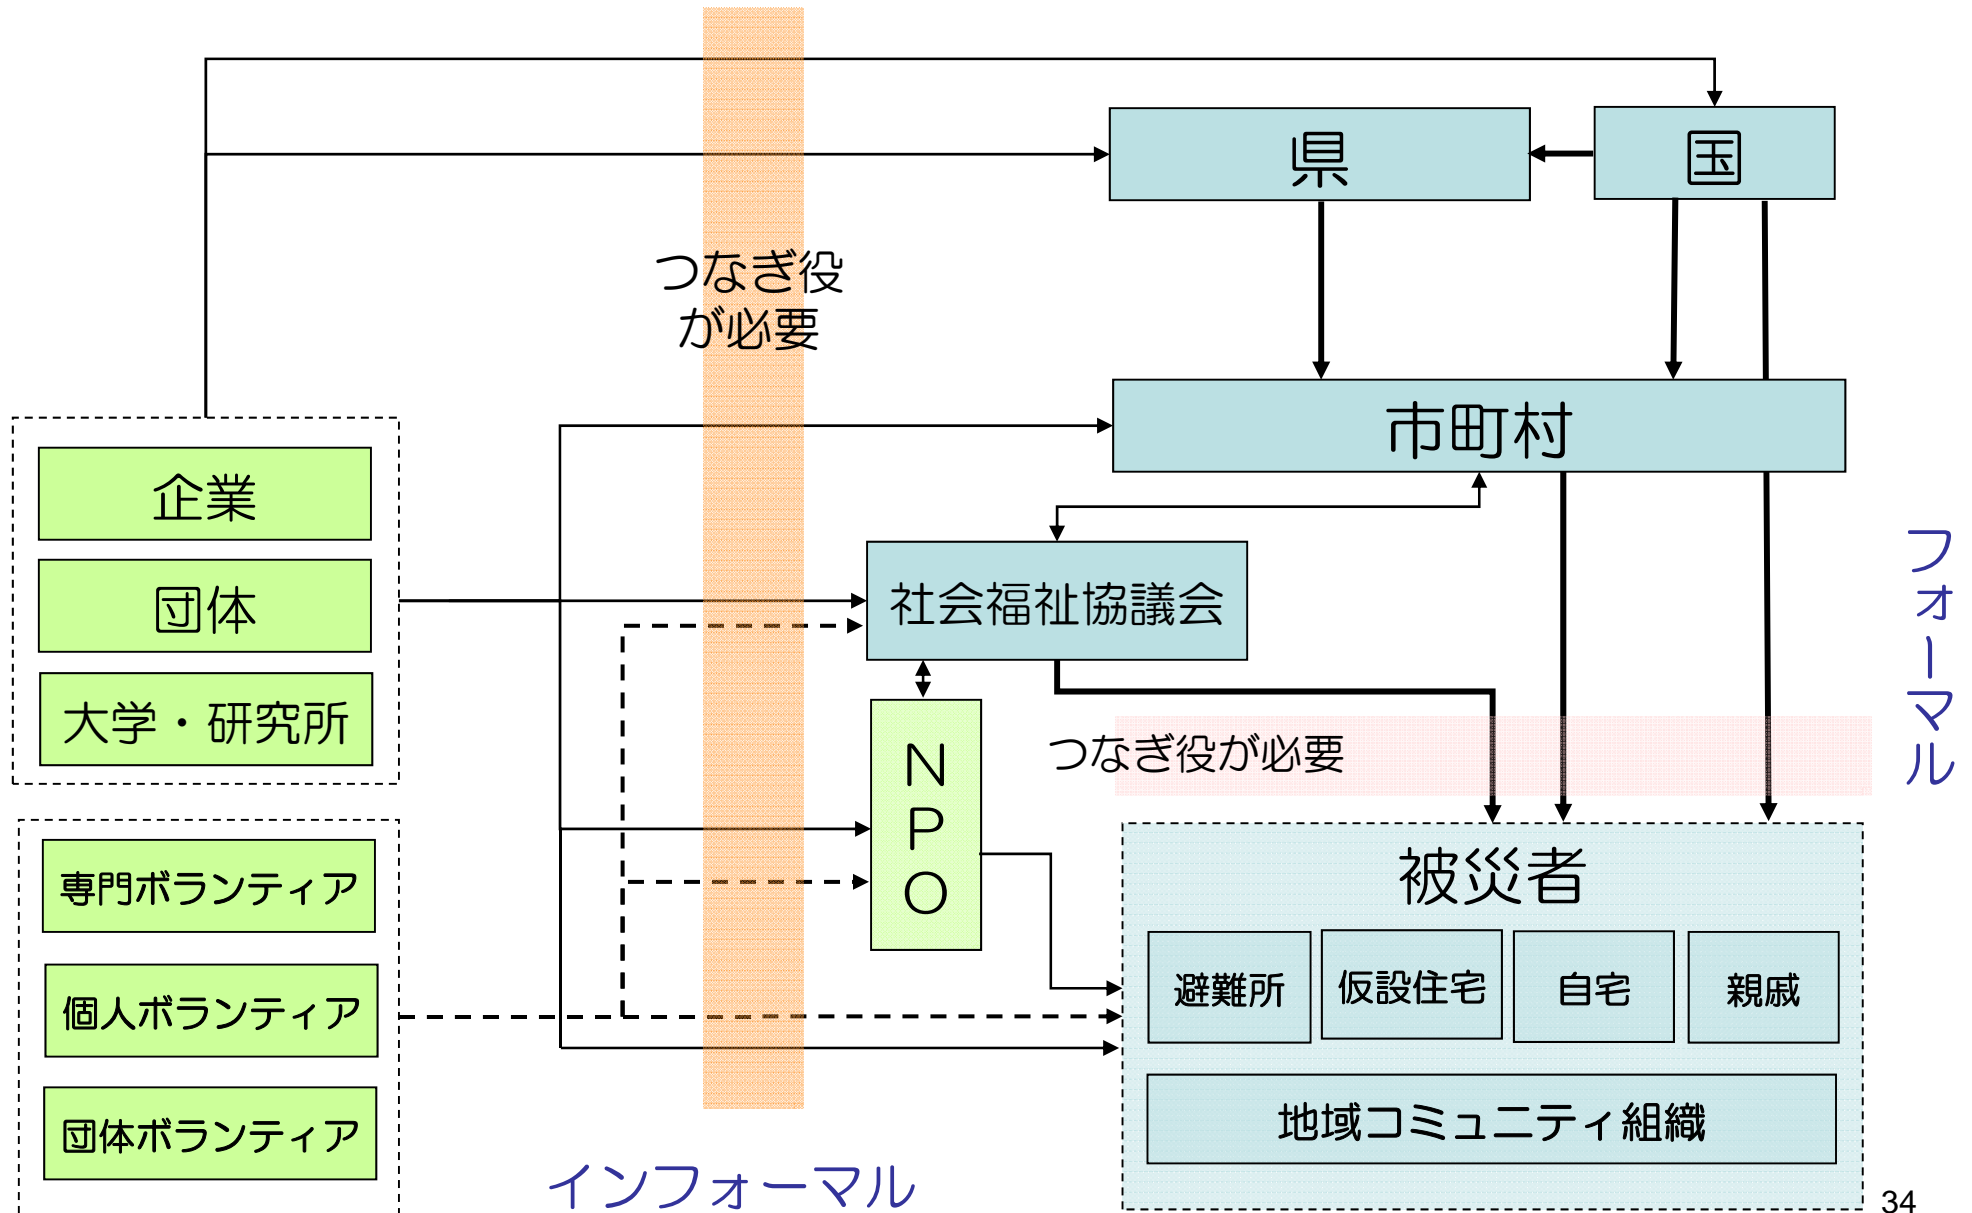 県
国
つなぎ役
が必要
市町村
企業
団体
大学・研究所
社会福祉協議会
フォーマル
NPO
つなぎ役が必要
専門ボランティア
個人ボランティア
団体ボランティア
被災者
避難所
仮設住宅
自宅
親戚
地域コミュニティ組織
インフォーマル
34